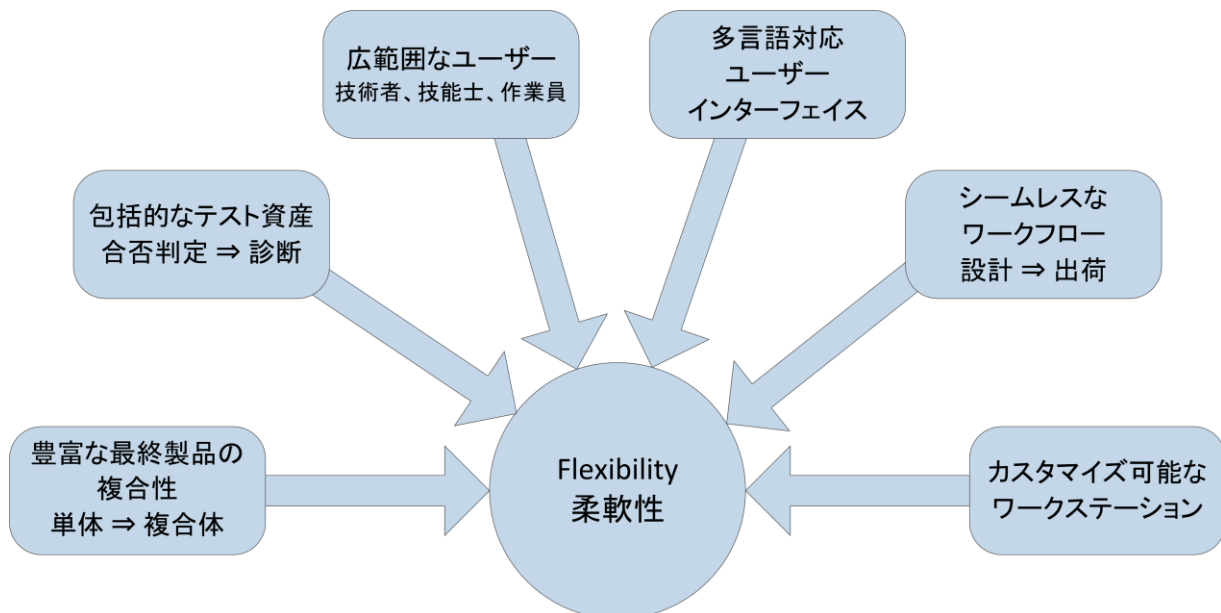 広範囲なユーザー
技術者、技能士、作業員
多言語対応
ユーザー
インターフェイス
包括的なテスト資産
合否判定 ⇒ 診断
シームレスな
ワークフロー
設計 ⇒ 出荷
豊富な最終製品の
複合性
単体 ⇒ 複合体
Flexibility
柔軟性
カスタマイズ可能な
ワークステーション